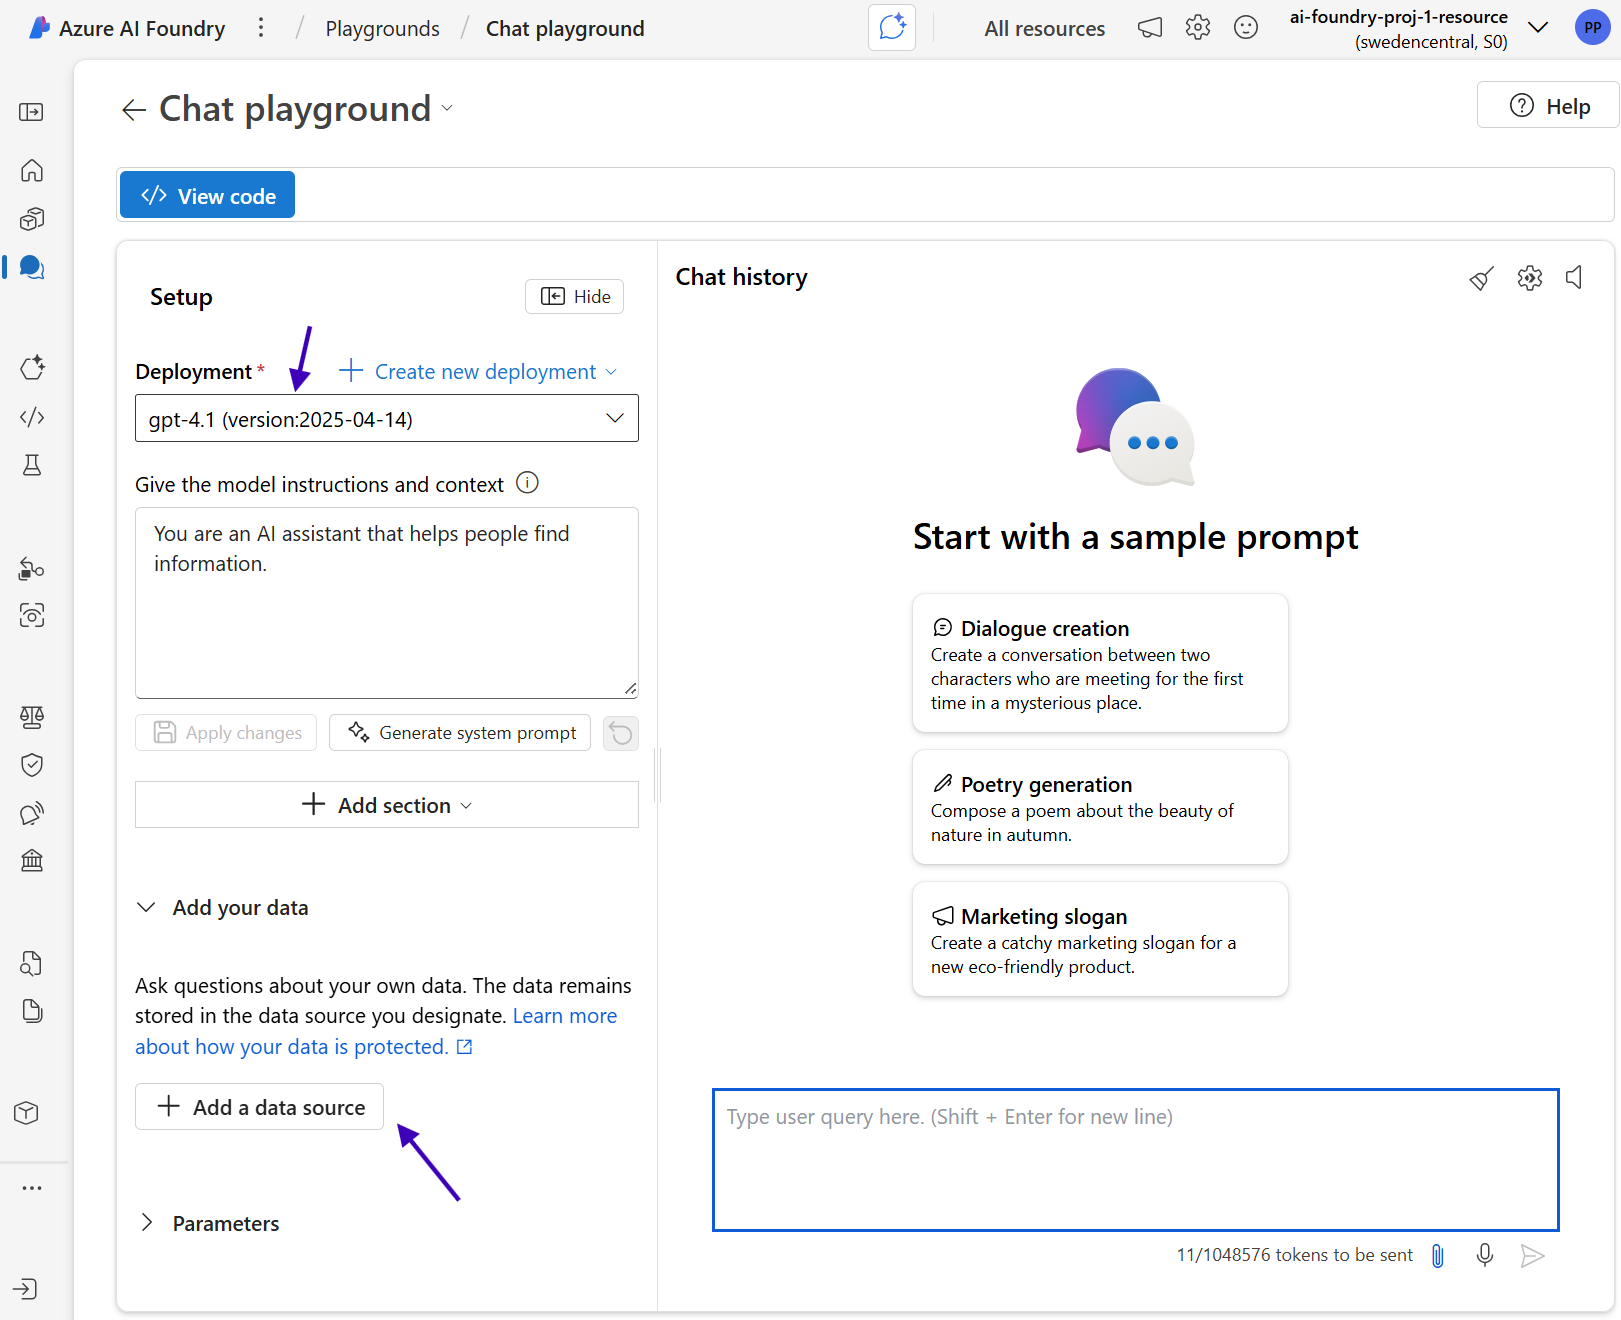 Azure AI Foundry
/ Playgrounds / Chat playground
All resources
ai-foundry-proj-1-resource
(swedencentral, S0)
PP
Chat playground
Help
View code
Setup
Hide
Deployment *
Create new deployment
gpt-4.1 (version:2025-04-14)
Give the model instructions and context
You are an AI assistant that helps people find
information.
Apply changes
Generate system prompt
Add section
Add your data
Ask questions about your own data. The data remains
stored in the data source you designate. Learn more
about how your data is protected.
Add a data source
Parameters
Chat history
Start with a sample prompt
Dialogue creation
Create a conversation between two
characters who are meeting for the first
time in a mysterious place.
Poetry generation
Compose a poem about the beauty of
nature in autumn.
Marketing slogan
Create a catchy marketing slogan for a
new eco-friendly product.
Type user query here. (Shift + Enter for new line)
11/1048576 tokens to be sent